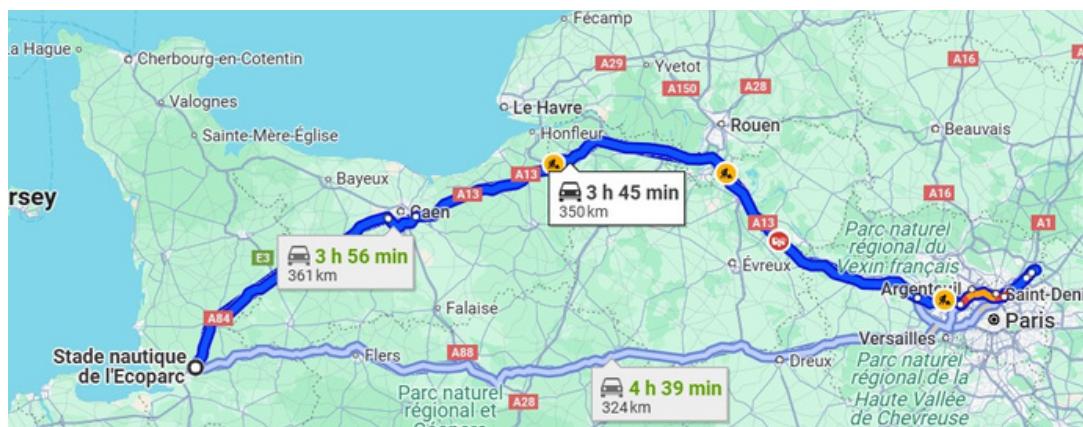 Fécamp
La Hague
Cherbourg-en-Cotentin
A29
Yvetot
A16
A28
A150
Valognes
Le Havre
Rouen
Beauvais
Sainte-Mère-Église
Honfleur
Bayeux
A13
A13
3 h 45 min
350 km
A16
A1
rsey
Caen
A13
Parc naturel
régional du
Vexin français
3 h 56 min
361 km
E3
Évreux
Argenteuil
Saint-Deni
Falaise
Paris
A84
Versailles
Stade nautique
de l'Ecoparc
Flers
A88
Dreux
4 h 39 min
324 km
Parc naturel
régional et
A28
Parc naturel
régional de la
Haute Vallée
de Chevreuse